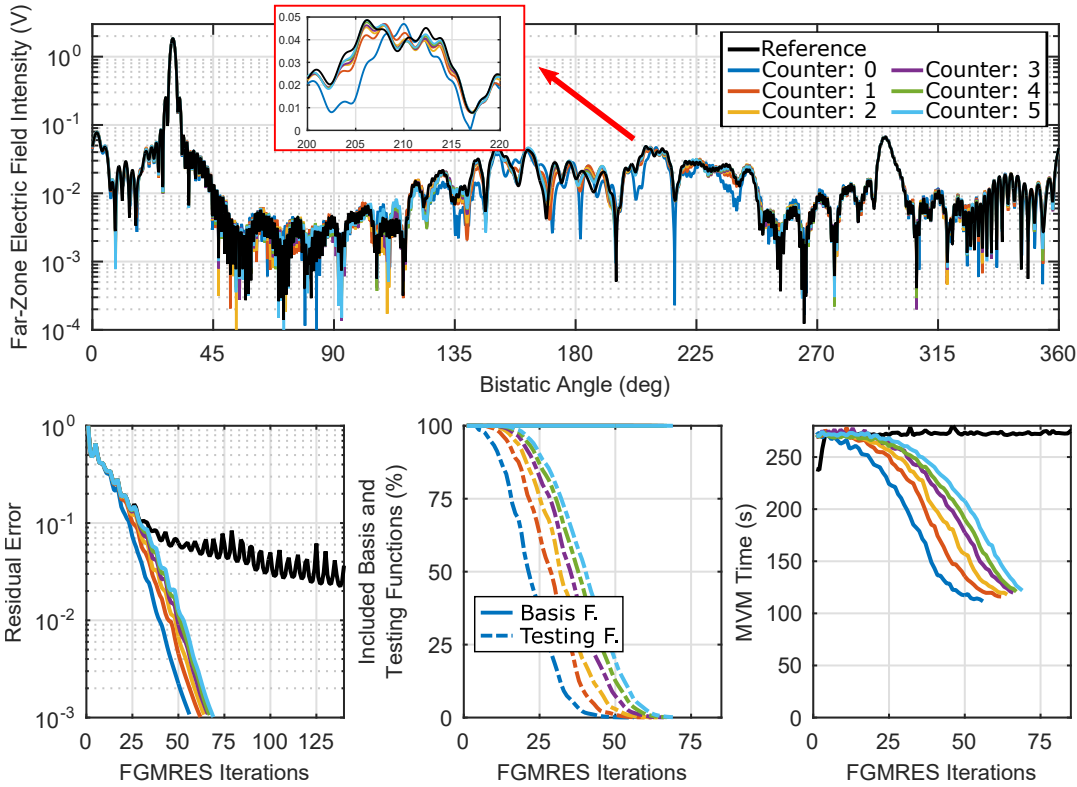 Far-Zone Electric Field Intensity (V)
10^0
10^-1
10^-2
10^-3
10^-4
0 45 90 135 180 225 270 315 360
Bistatic Angle (deg)
0.05
0.04
0.03
0.02
0.01
0
200 205 210 215 220
Reference
Counter: 0 Counter: 3
Counter: 1 Counter: 4
Counter: 2 Counter: 5
Residual Error
10^0
10^-1
10^-2
10^-3
0 25 50 75 100 125
FGMRES Iterations
Included Basis and
Testing Functions (%)
100
75
50
25
0
Basis F.
Testing F.
0 25 50 75
FGMRES Iterations
MVM Time (s)
250
200
150
100
50
0
0 25 50 75
FGMRES Iterations